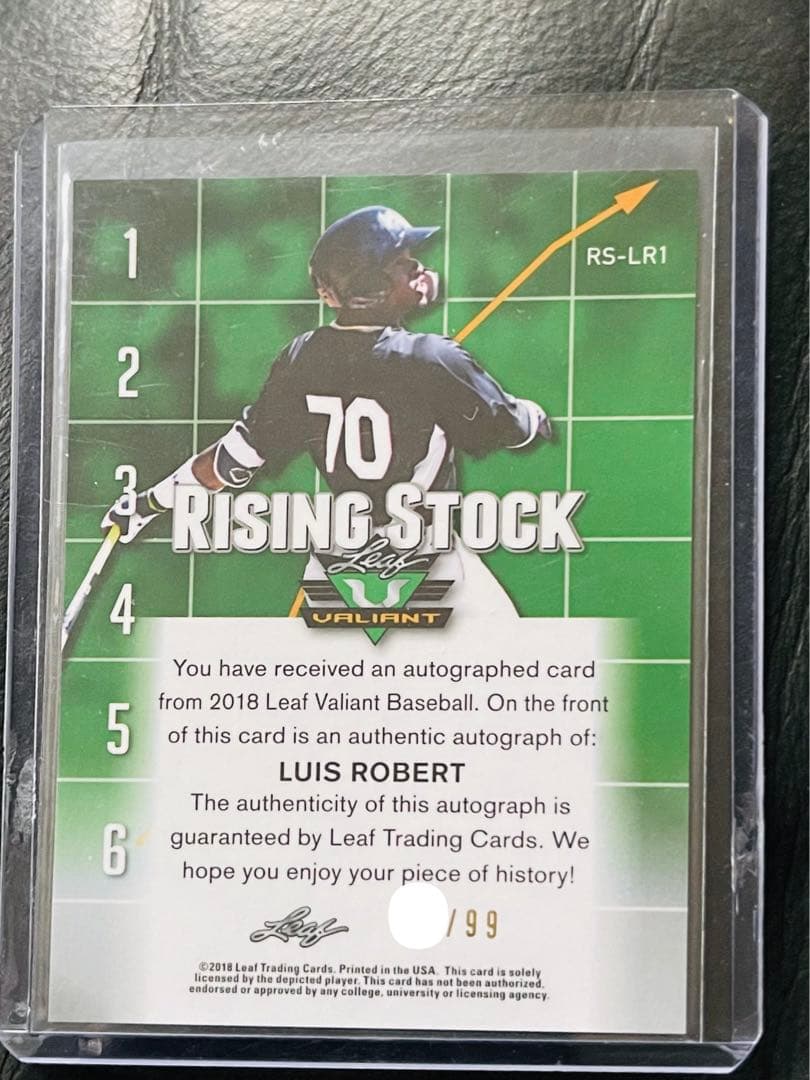 1
RS-LR1
2
70
3
RISING STOCK
Leaf
VALIANT
4
You have received an autographed card
from 2018 Leaf Valiant Baseball. On the front
of this card is an authentic autograph of:
5
LUIS ROBERT
The authenticity of this autograph is
guaranteed by Leaf Trading Cards. We
hope you enjoy your piece of history!
6
Leaf
/99
©2018 Leaf Trading Cards. Printed in the USA. This card is solely
licensed by the depicted player. This card has not been authorized,
endorsed or approved by any college, university or licensing agency.